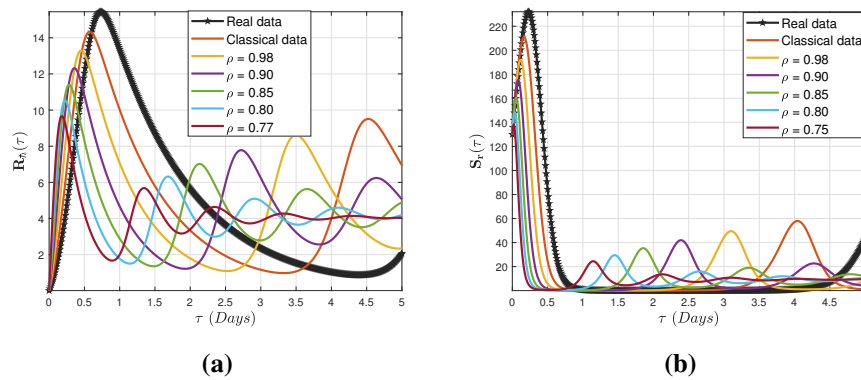 Real data
Classical data
ρ = 0.98
ρ = 0.90
ρ = 0.85
ρ = 0.80
ρ = 0.77
14
12
10
8
6
4
2
R_ℏ(τ)
0 0.5 1 1.5 2 2.5 3 3.5 4 4.5 5
τ (Days)
(a)
Real data
Classical data
ρ = 0.98
ρ = 0.90
ρ = 0.85
ρ = 0.80
ρ = 0.75
220
200
180
160
140
120
100
80
60
40
20
S_r(τ)
0 0.5 1 1.5 2 2.5 3 3.5 4 4.5
τ (Days)
(b)